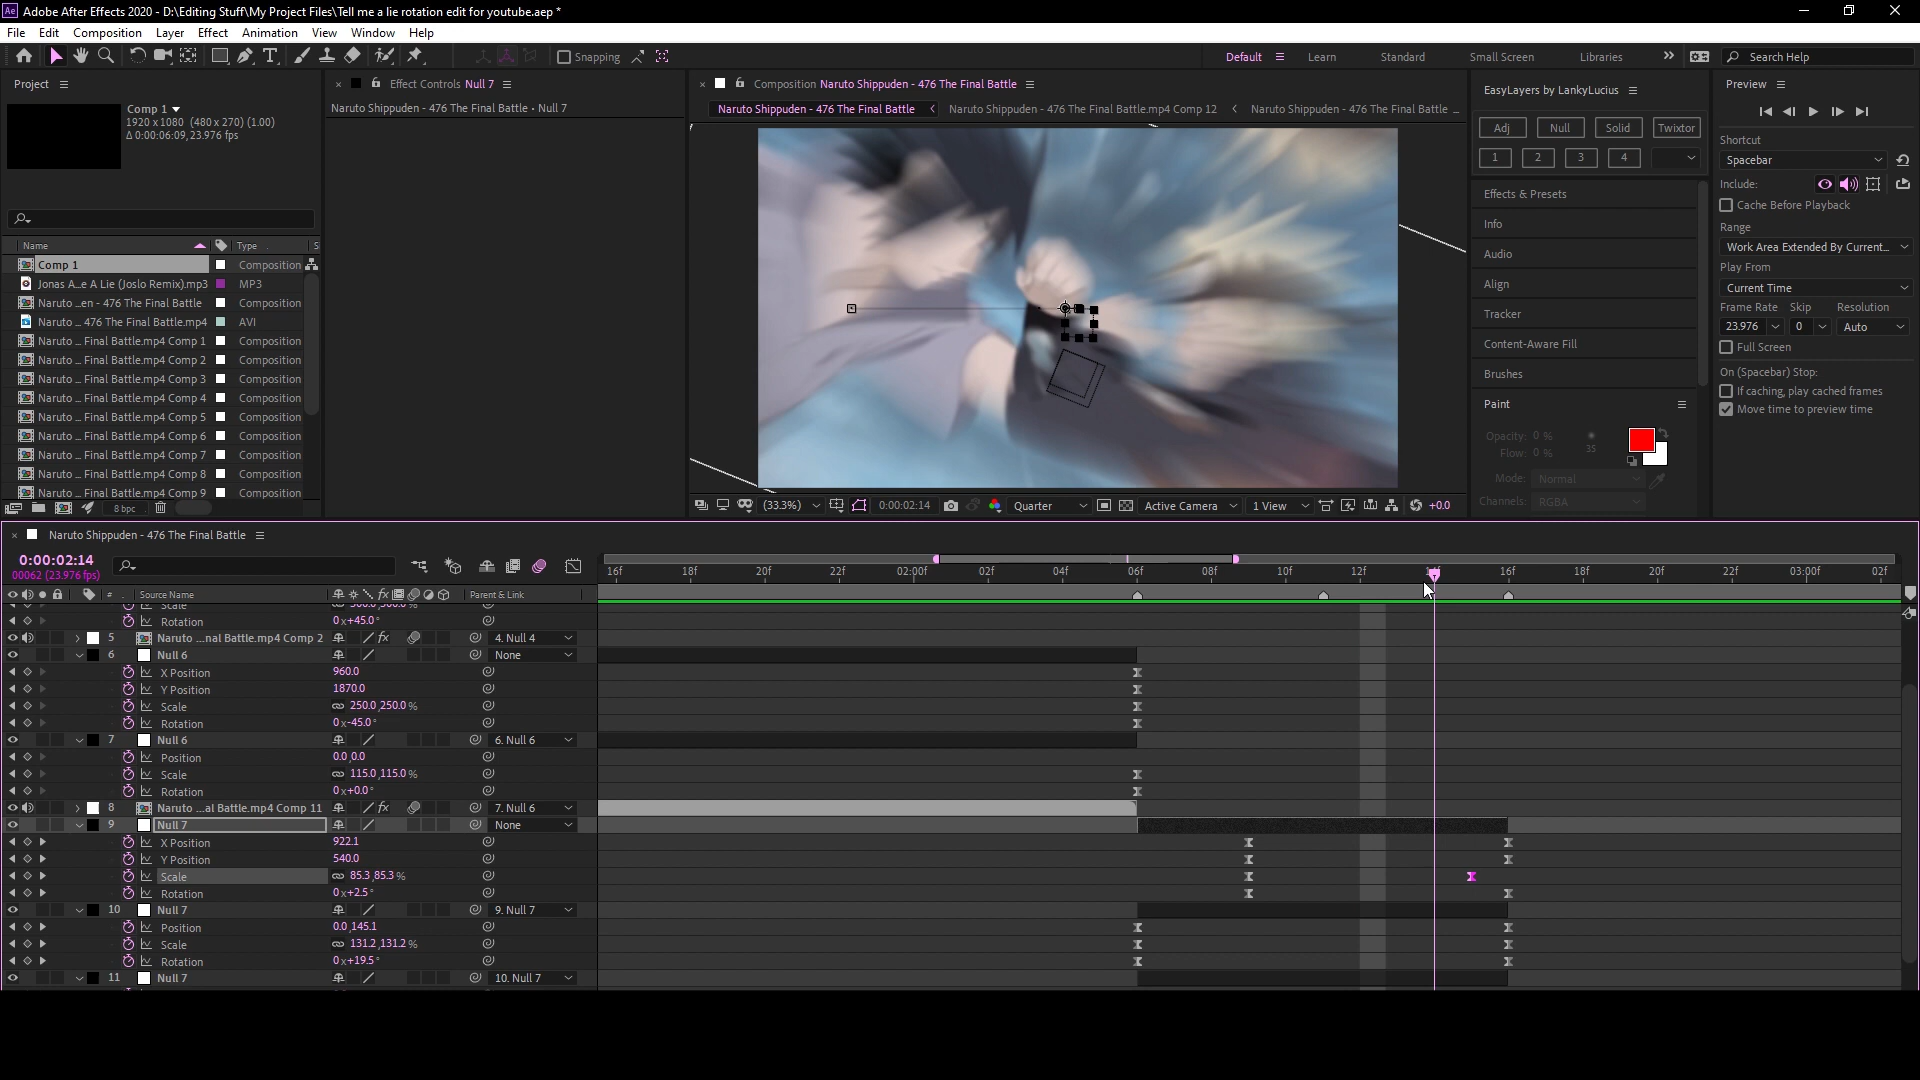 Adobe After Effects 2020 - D:\Editing Stuff\My Project Files\Tell me a lie rotation edit for youtube.aep *
File Edit Composition Layer Effect Animation View Window Help
Snapping Default Learn Standard Small Screen Libraries Search Help
Project
Comp 1
1920 x 1080 (480 x 270) (1.00)
Δ 0:00:06:09, 23.976 fps
Name Type S
Comp 1 Composition
Jonas A...e A Lie (Joslo Remix).mp3 MP3
Naruto ...en - 476 The Final Battle Composition
Naruto ... 476 The Final Battle.mp4 AVI
Naruto ... Final Battle.mp4 Comp 1 Composition
Naruto ... Final Battle.mp4 Comp 2 Composition
Naruto ... Final Battle.mp4 Comp 3 Composition
Naruto ... Final Battle.mp4 Comp 4 Composition
Naruto ... Final Battle.mp4 Comp 5 Composition
Naruto ... Final Battle.mp4 Comp 6 Composition
Naruto ... Final Battle.mp4 Comp 7 Composition
Naruto ... Final Battle.mp4 Comp 8 Composition
Naruto ... Final Battle.mp4 Comp 9 Composition
8 bpc
Effect Controls Null 7
Naruto Shippuden - 476 The Final Battle • Null 7
Composition Naruto Shippuden - 476 The Final Battle
Naruto Shippuden - 476 The Final Battle < Naruto Shippuden - 476 The Final Battle.mp4 Comp 12 < Naruto Shippuden - 476 The Final Battle ...
(33.3%) 0:00:02:14 Quarter Active Camera 1 View +0.0
EasyLayers by LankyLucius
Adj Null Solid Twixtor
1 2 3 4
Effects & Presets
Info
Audio
Align
Tracker
Content-Aware Fill
Brushes
Paint
Opacity: 0 %
Flow: 0 %
35
Mode: Normal
Channels: RGBA
Preview
Shortcut
Spacebar
Include:
Cache Before Playback
Range
Work Area Extended By Current...
Play From
Current Time
Frame Rate Skip Resolution
23.976 0 Auto
Full Screen
On (Spacebar) Stop:
If caching, play cached frames
Move time to preview time
Naruto Shippuden - 476 The Final Battle
0:00:02:14
00062 (23.976 fps)
16f 18f 20f 22f 02:00f 02f 04f 06f 08f 10f 12f 16f 18f 20f 22f 03:00f 02f
# Source Name Parent & Link
Scale
Rotation 0x+45.0°
5 Naruto ...nal Battle.mp4 Comp 2 4. Null 4
6 Null 6 None
X Position 960.0
Y Position 1870.0
Scale 250.0,250.0 %
Rotation 0x-45.0°
7 Null 6 6. Null 6
Position 0.0,0.0
Scale 115.0,115.0 %
Rotation 0x+0.0°
8 Naruto ...al Battle.mp4 Comp 11 7. Null 6
9 Null 7 None
X Position 922.1
Y Position 540.0
Scale 85.3,85.3 %
Rotation 0x+2.5°
10 Null 7 9. Null 7
Position 0.0,145.1
Scale 131.2,131.2 %
Rotation 0x+19.5°
11 Null 7 10. Null 7